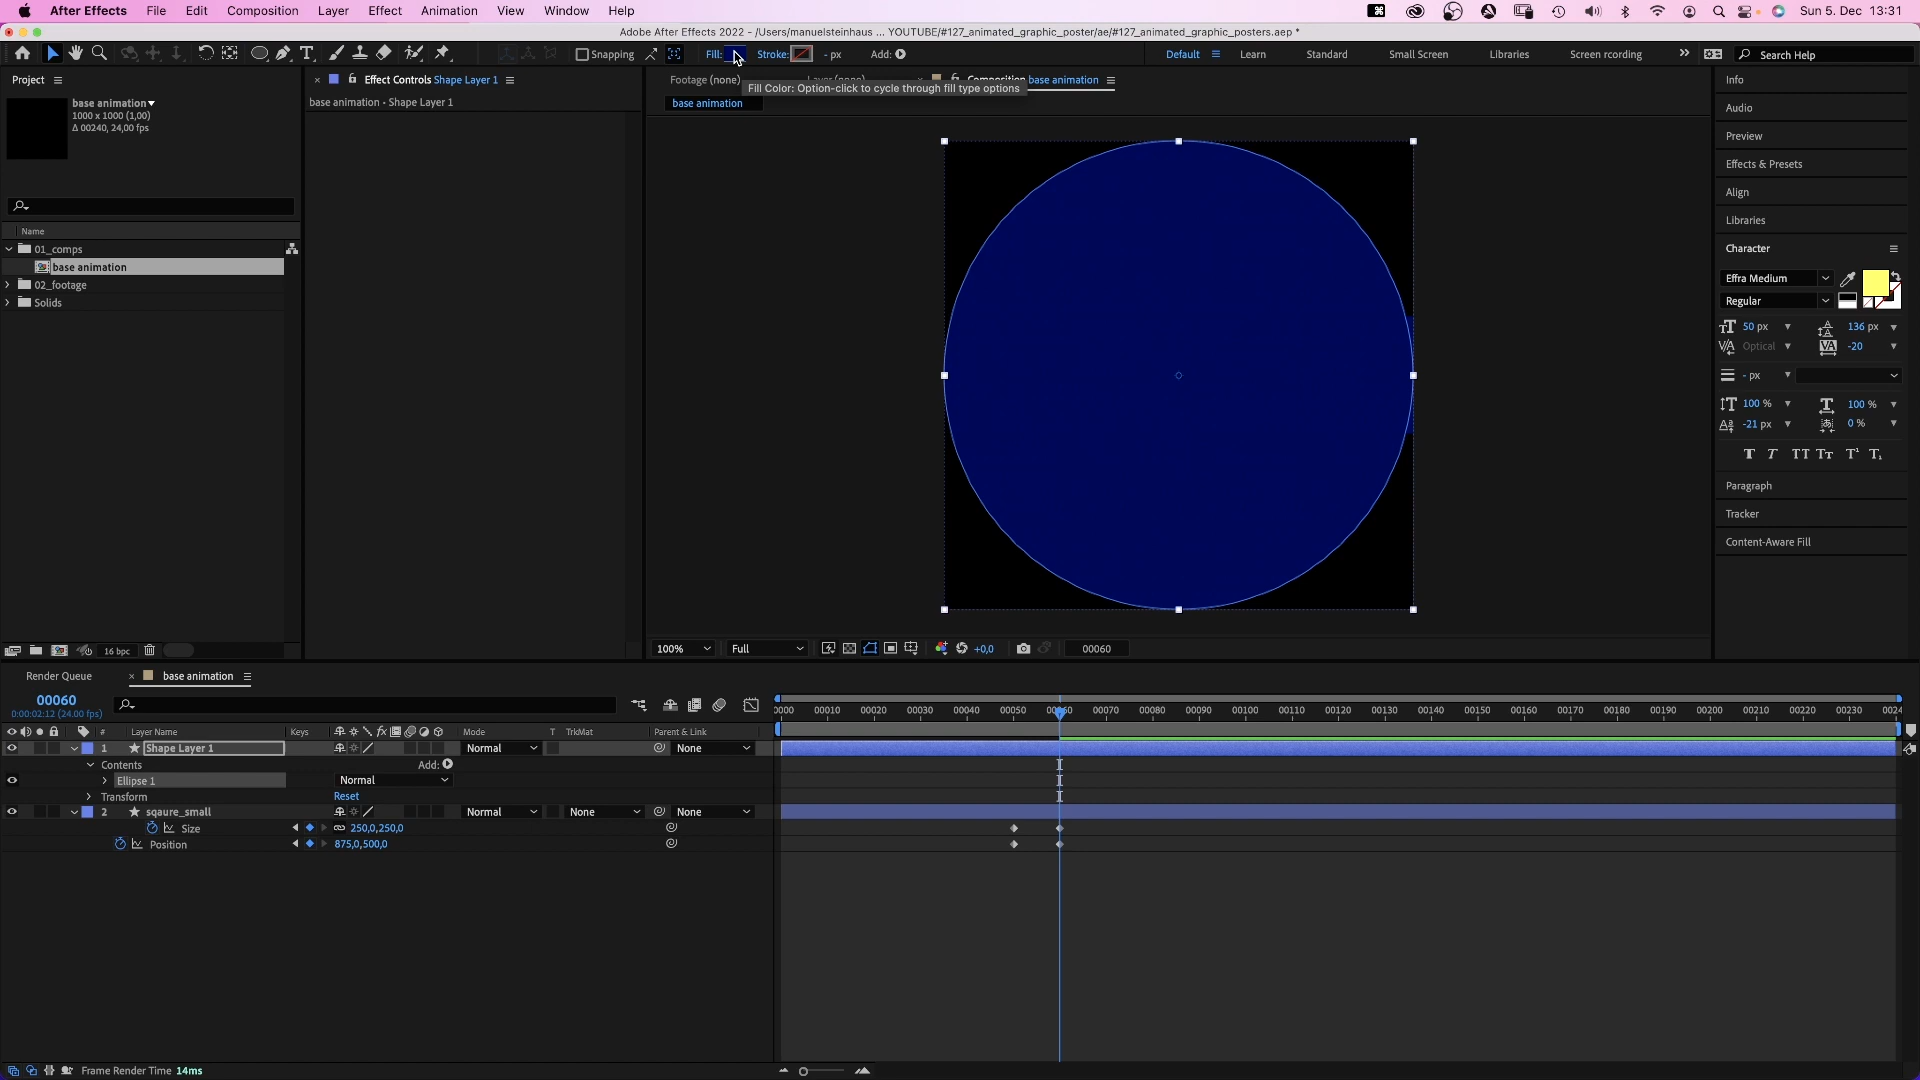 After Effects File Edit Composition Layer Effect Animation View Window Help Sun 5. Dec 13:31
Adobe After Effects 2022 - /Users/manuelsteinhaus ... YOUTUBE/#127_animated_graphic_poster/ae/#127_animated_graphic_posters.aep *
Snapping Fill: Stroke: - px Add: Default Learn Standard Small Screen Libraries Screen recording Search Help
Project Effect Controls Shape Layer 1 Footage (none) Composition base animation Info
Fill Color: Option-click to cycle through fill type options
base animation base animation • Shape Layer 1 base animation
1000 x 1000 (1,00)
Δ 00240, 24,00 fps
Audio
Preview
Effects & Presets
Align
Libraries
Character
Name
01_comps
base animation
02_footage
Solids
Effra Medium
Regular
50 px 136 px
Optical -20
- px
100 % 100 %
-21 px 0 %
T T TT Tr T¹ T₁
Paragraph
Tracker
Content-Aware Fill
16 bpc 100% Full +0,0 00060
Render Queue base animation
00060
0:00:02:12 (24.00 fps)
00010 00020 00030 00040 00050 00070 00080 00090 00100 00110 00120 00130 00140 00150 00160 00170 00180 00190 00200 00210 00220 00230
# Layer Name Keys Mode T TrkMat Parent & Link
1 Shape Layer 1 Normal None
Contents Add:
Ellipse 1 Normal
Transform Reset
2 sqaure_small Normal None None
Size 250,0,250,0
Position 875,0,500,0
Frame Render Time 14ms